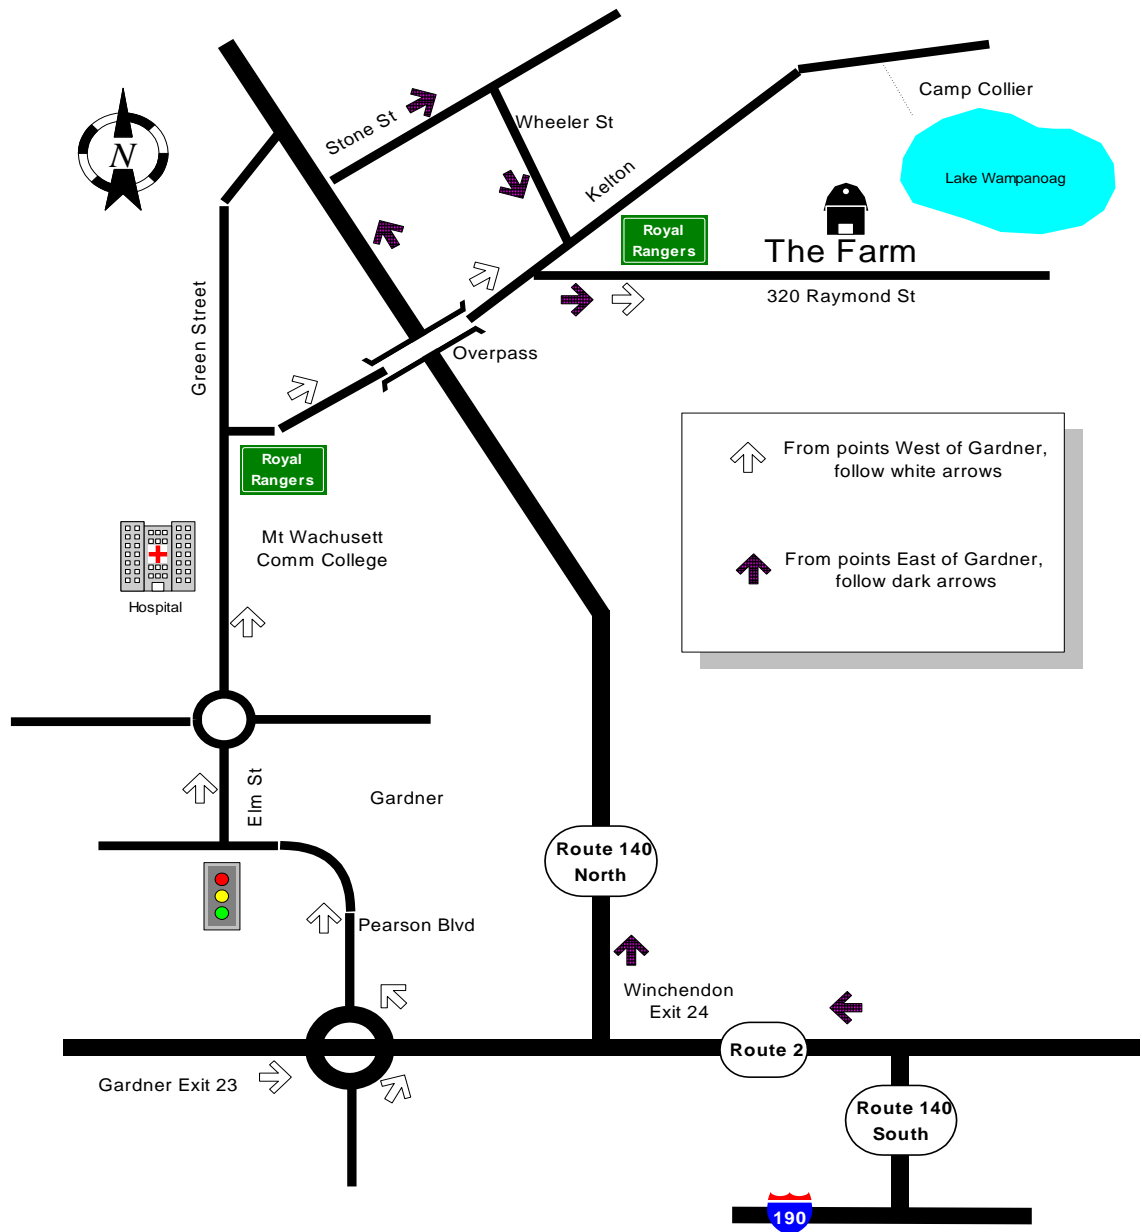 Camp Collier
Stone St
Wheeler St
N
Kelton
Lake Wampanoag
Royal
Rangers
The Farm
320 Raymond St
Green Street
Overpass
Royal
Rangers
From points West of Gardner,
follow white arrows
Mt Wachusett
Comm College
From points East of Gardner,
follow dark arrows
Hospital
Elm St
Gardner
Route 140
North
Pearson Blvd
Winchendon
Exit 24
Route 2
Gardner Exit 23
Route 140
South
190